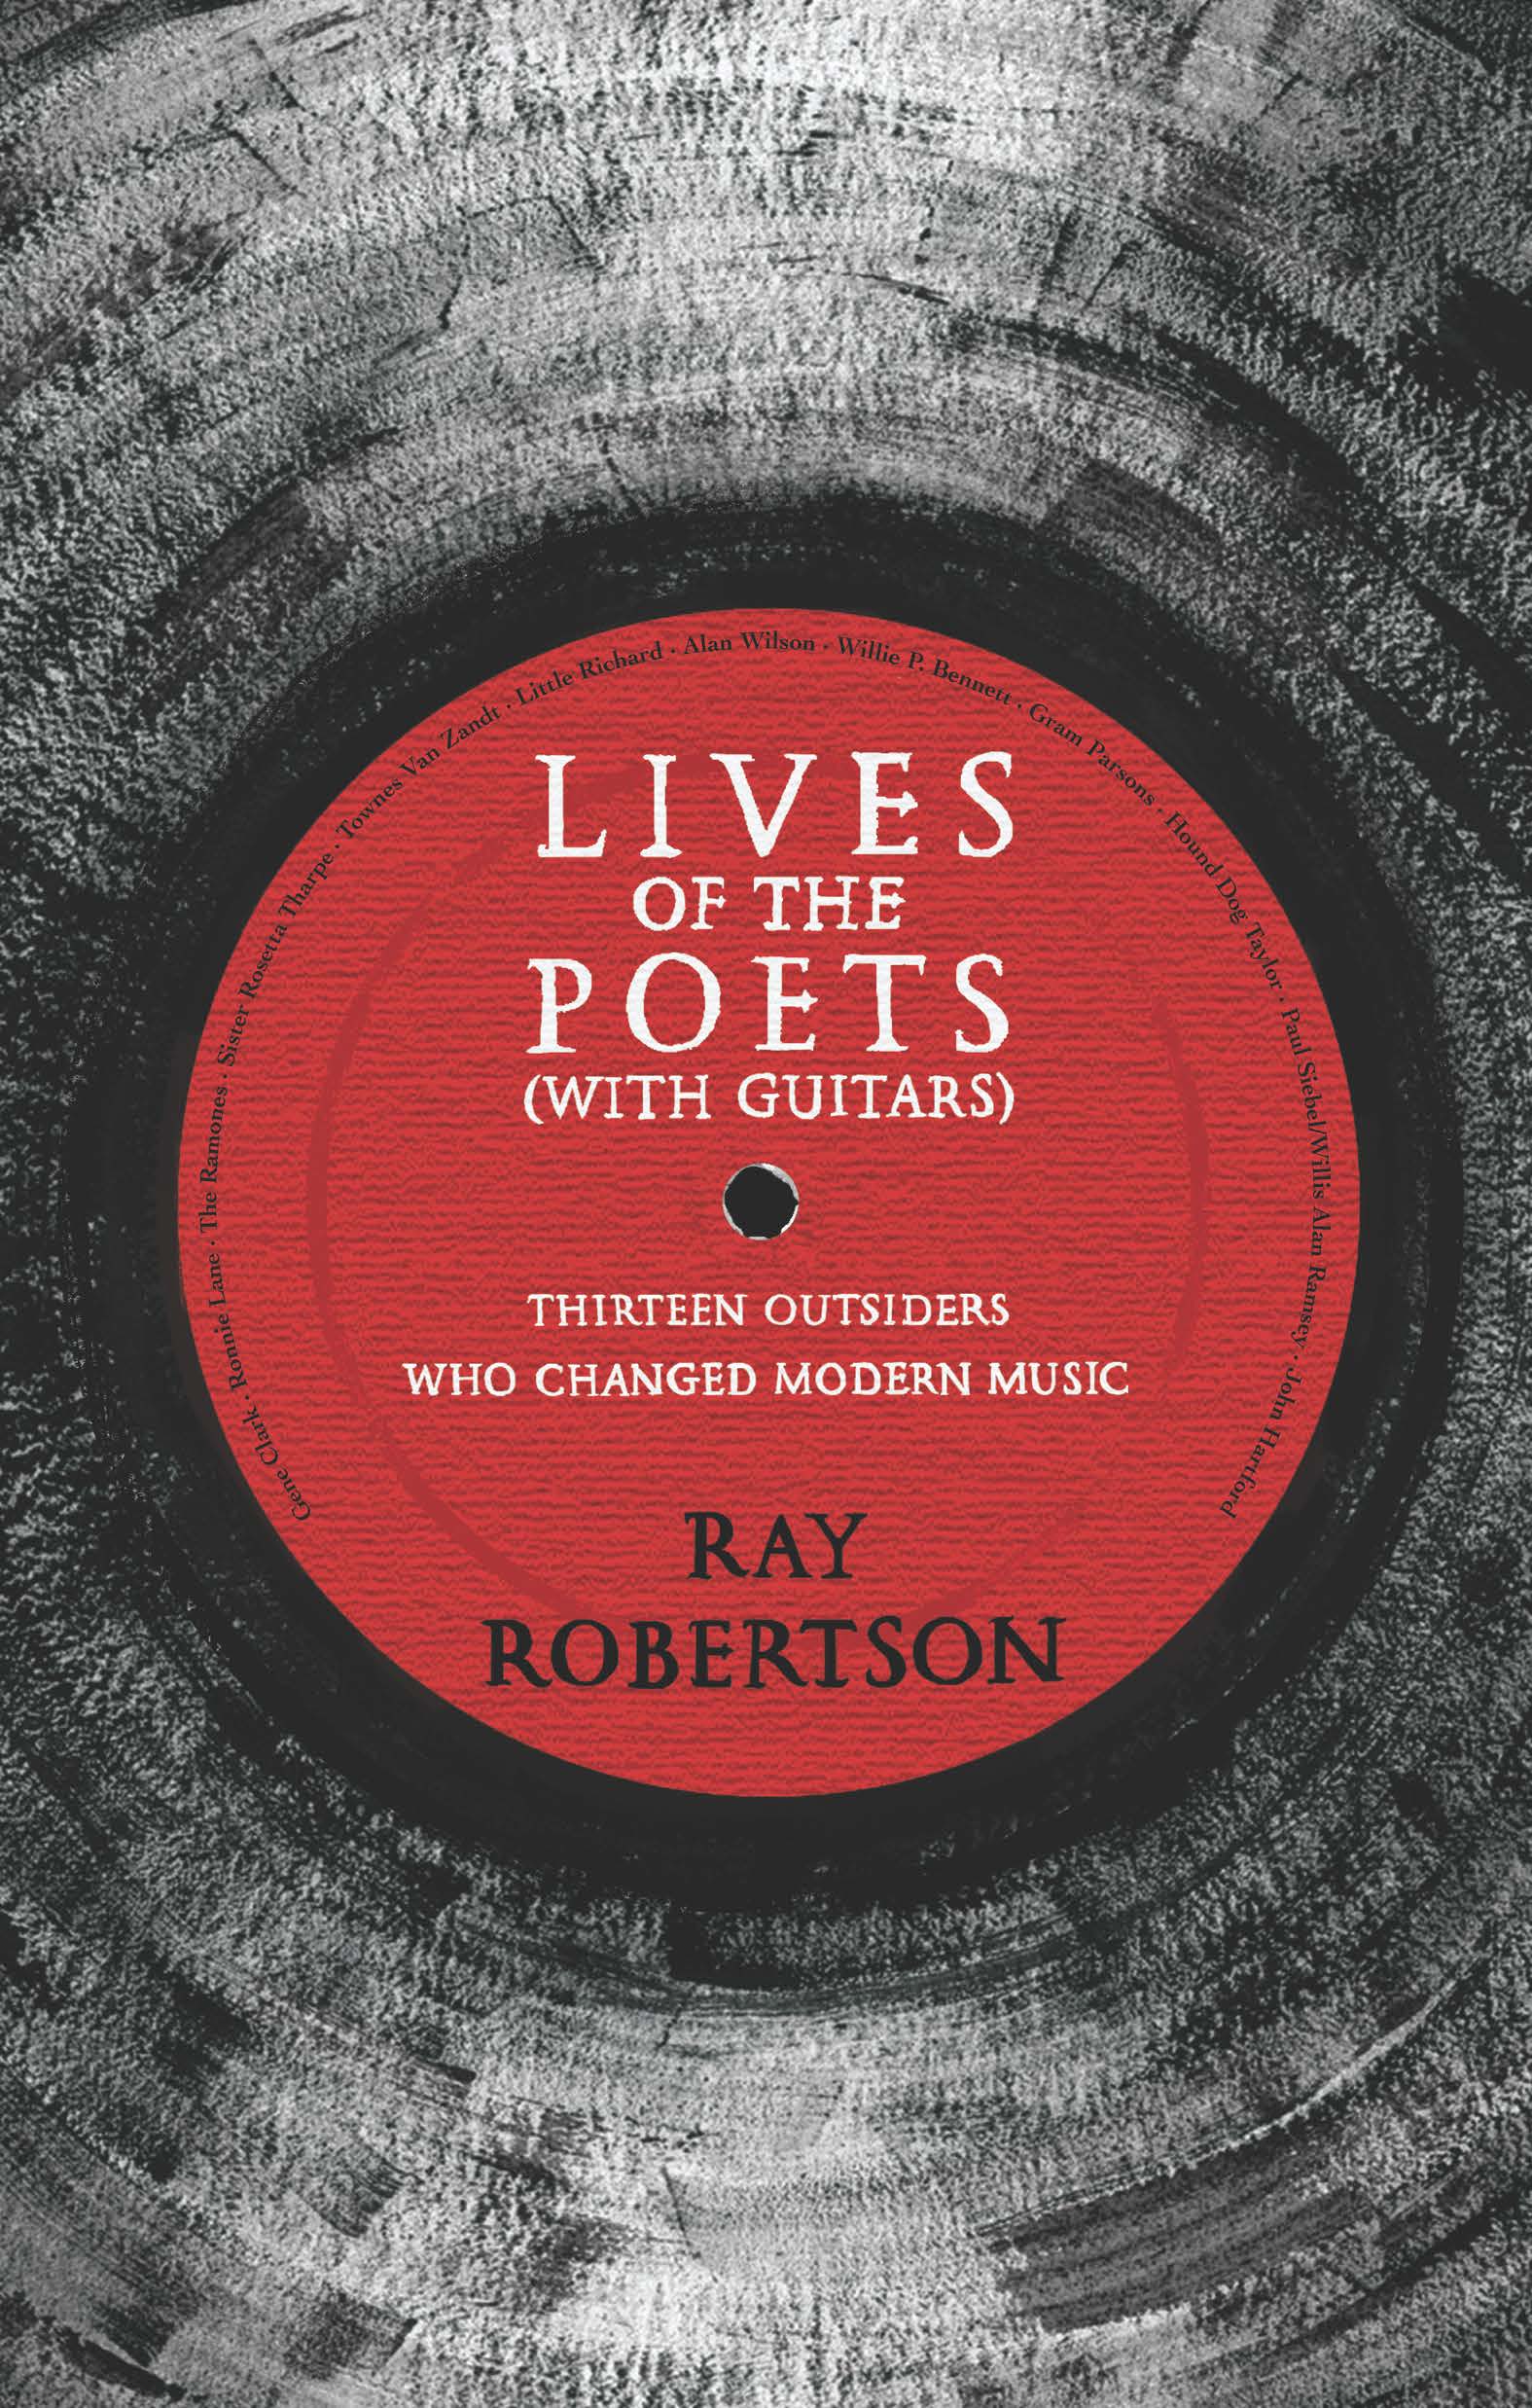 Gene Clark · Ronnie Lane · The Ramones · Sister Rosetta Tharpe · Townes Van Zandt · Little Richard · Alan Wilson · Willie P. Bennett · Gram Parsons · Hound Dog Taylor · Paul Siebel/Willis Alan Ramsey · John Hartford
LIVES
OF THE
POETS
(WITH GUITARS)
THIRTEEN OUTSIDERS
WHO CHANGED MODERN MUSIC
RAY
ROBERTSON